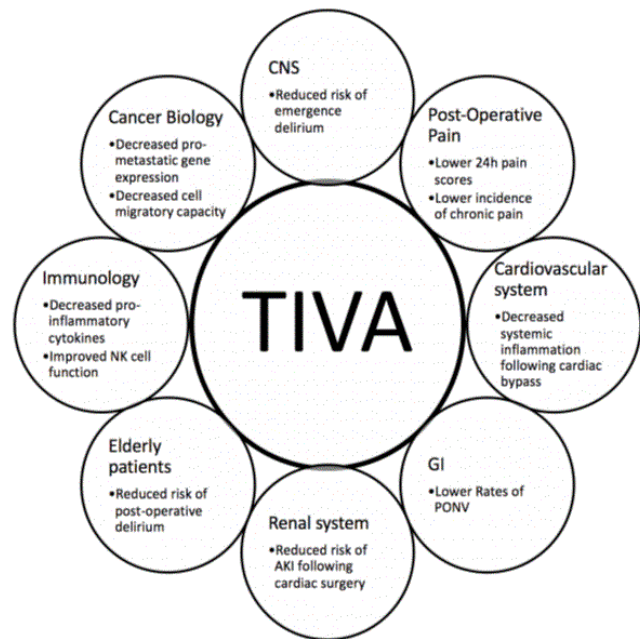 CNS
•Reduced risk of
emergence
delirium
Post-Operative
Pain
•Lower 24h pain
scores
•Lower incidence
of chronic pain
Cardiovascular
system
•Decreased
systemic
inflammation
following cardiac
bypass
GI
•Lower Rates of
PONV
Renal system
•Reduced risk of
AKI following
cardiac surgery
Elderly
patients
•Reduced risk of
post-operative
delirium
Immunology
•Decreased pro-
inflammatory
cytokines
•Improved NK cell
function
Cancer Biology
•Decreased pro-
metastatic gene
expression
•Decreased cell
migratory capacity
TIVA